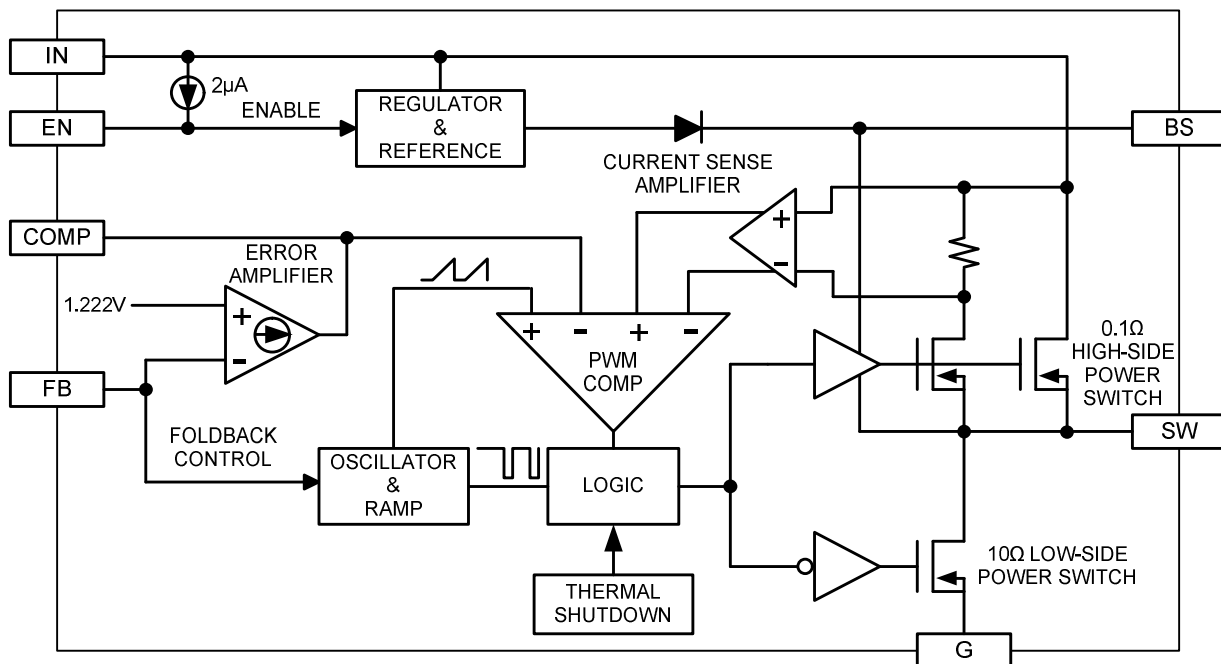 IN
2µA
EN
ENABLE
REGULATOR
&
REFERENCE
BS
CURRENT SENSE
AMPLIFIER
+
-
COMP
ERROR
AMPLIFIER
1.222V
+
-
+
-
+
-
PWM
COMP
0.1Ω
HIGH-SIDE
POWER
SWITCH
FB
SW
FOLDBACK
CONTROL
OSCILLATOR
&
RAMP
LOGIC
10Ω LOW-SIDE
POWER SWITCH
THERMAL
SHUTDOWN
G